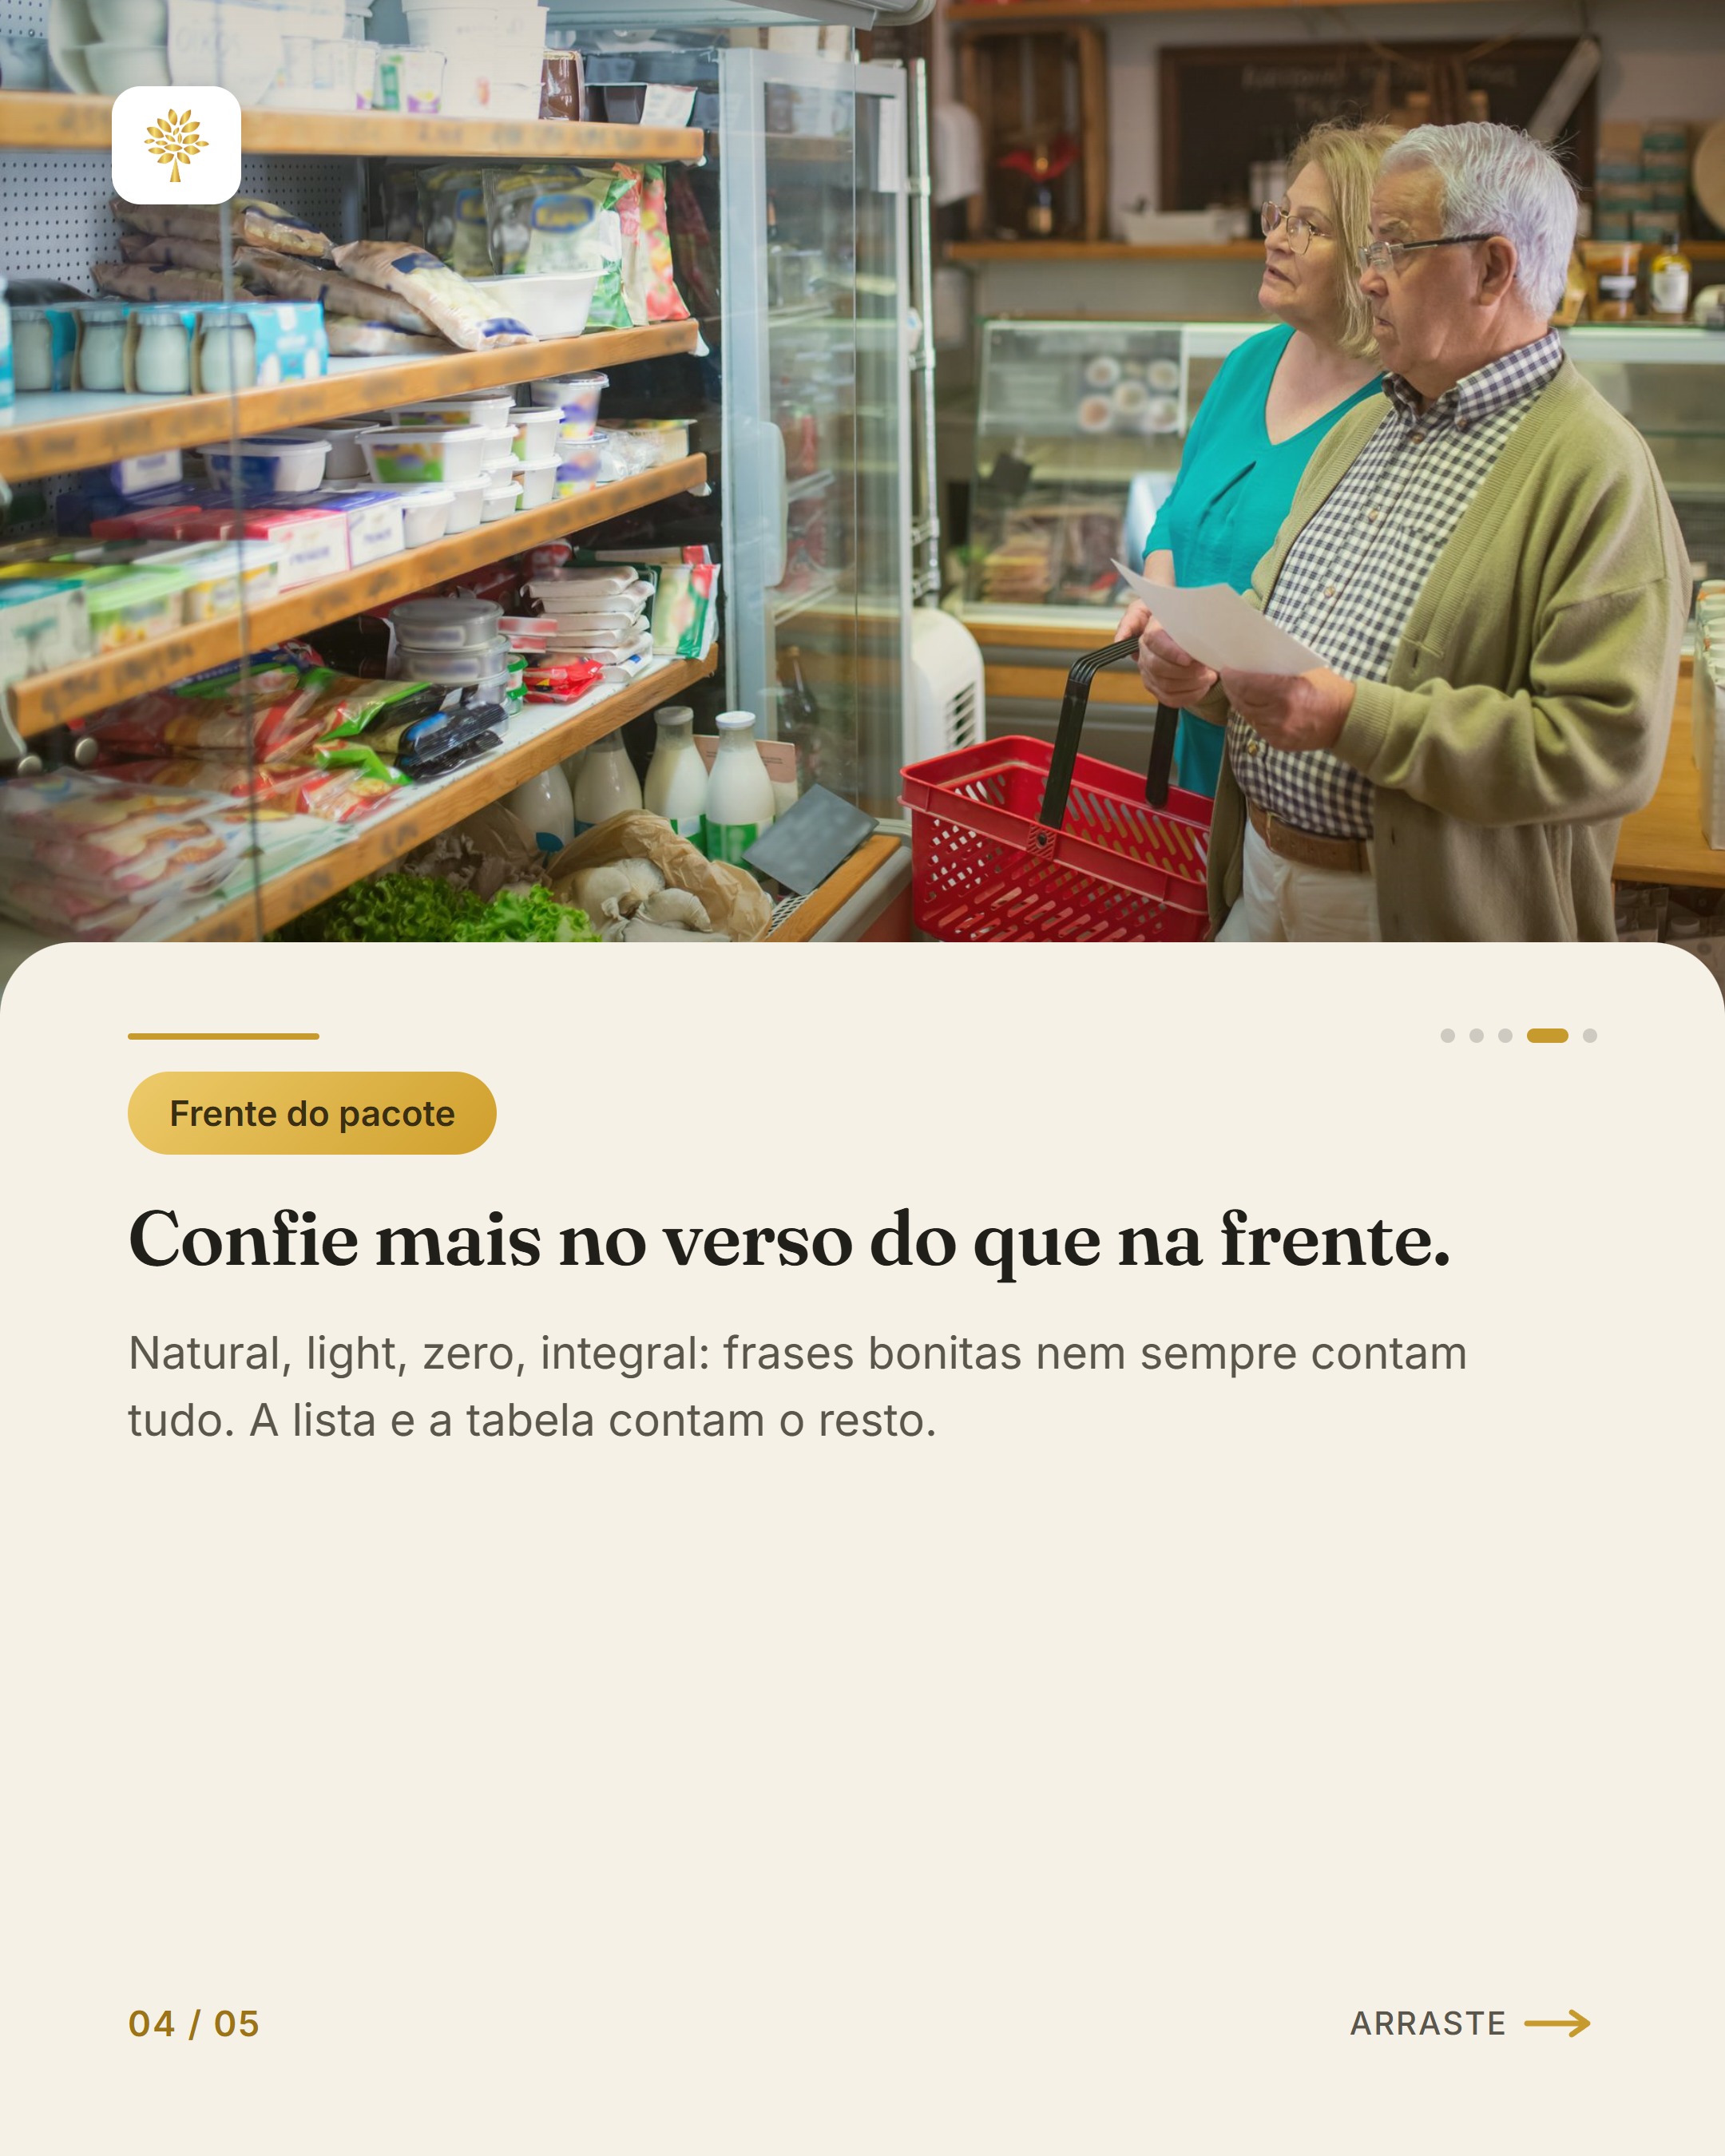 Frente do pacote
Confie mais no verso do que na frente.
Natural, light, zero, integral: frases bonitas nem sempre contam
tudo. A lista e a tabela contam o resto.
04 / 05
ARRASTE